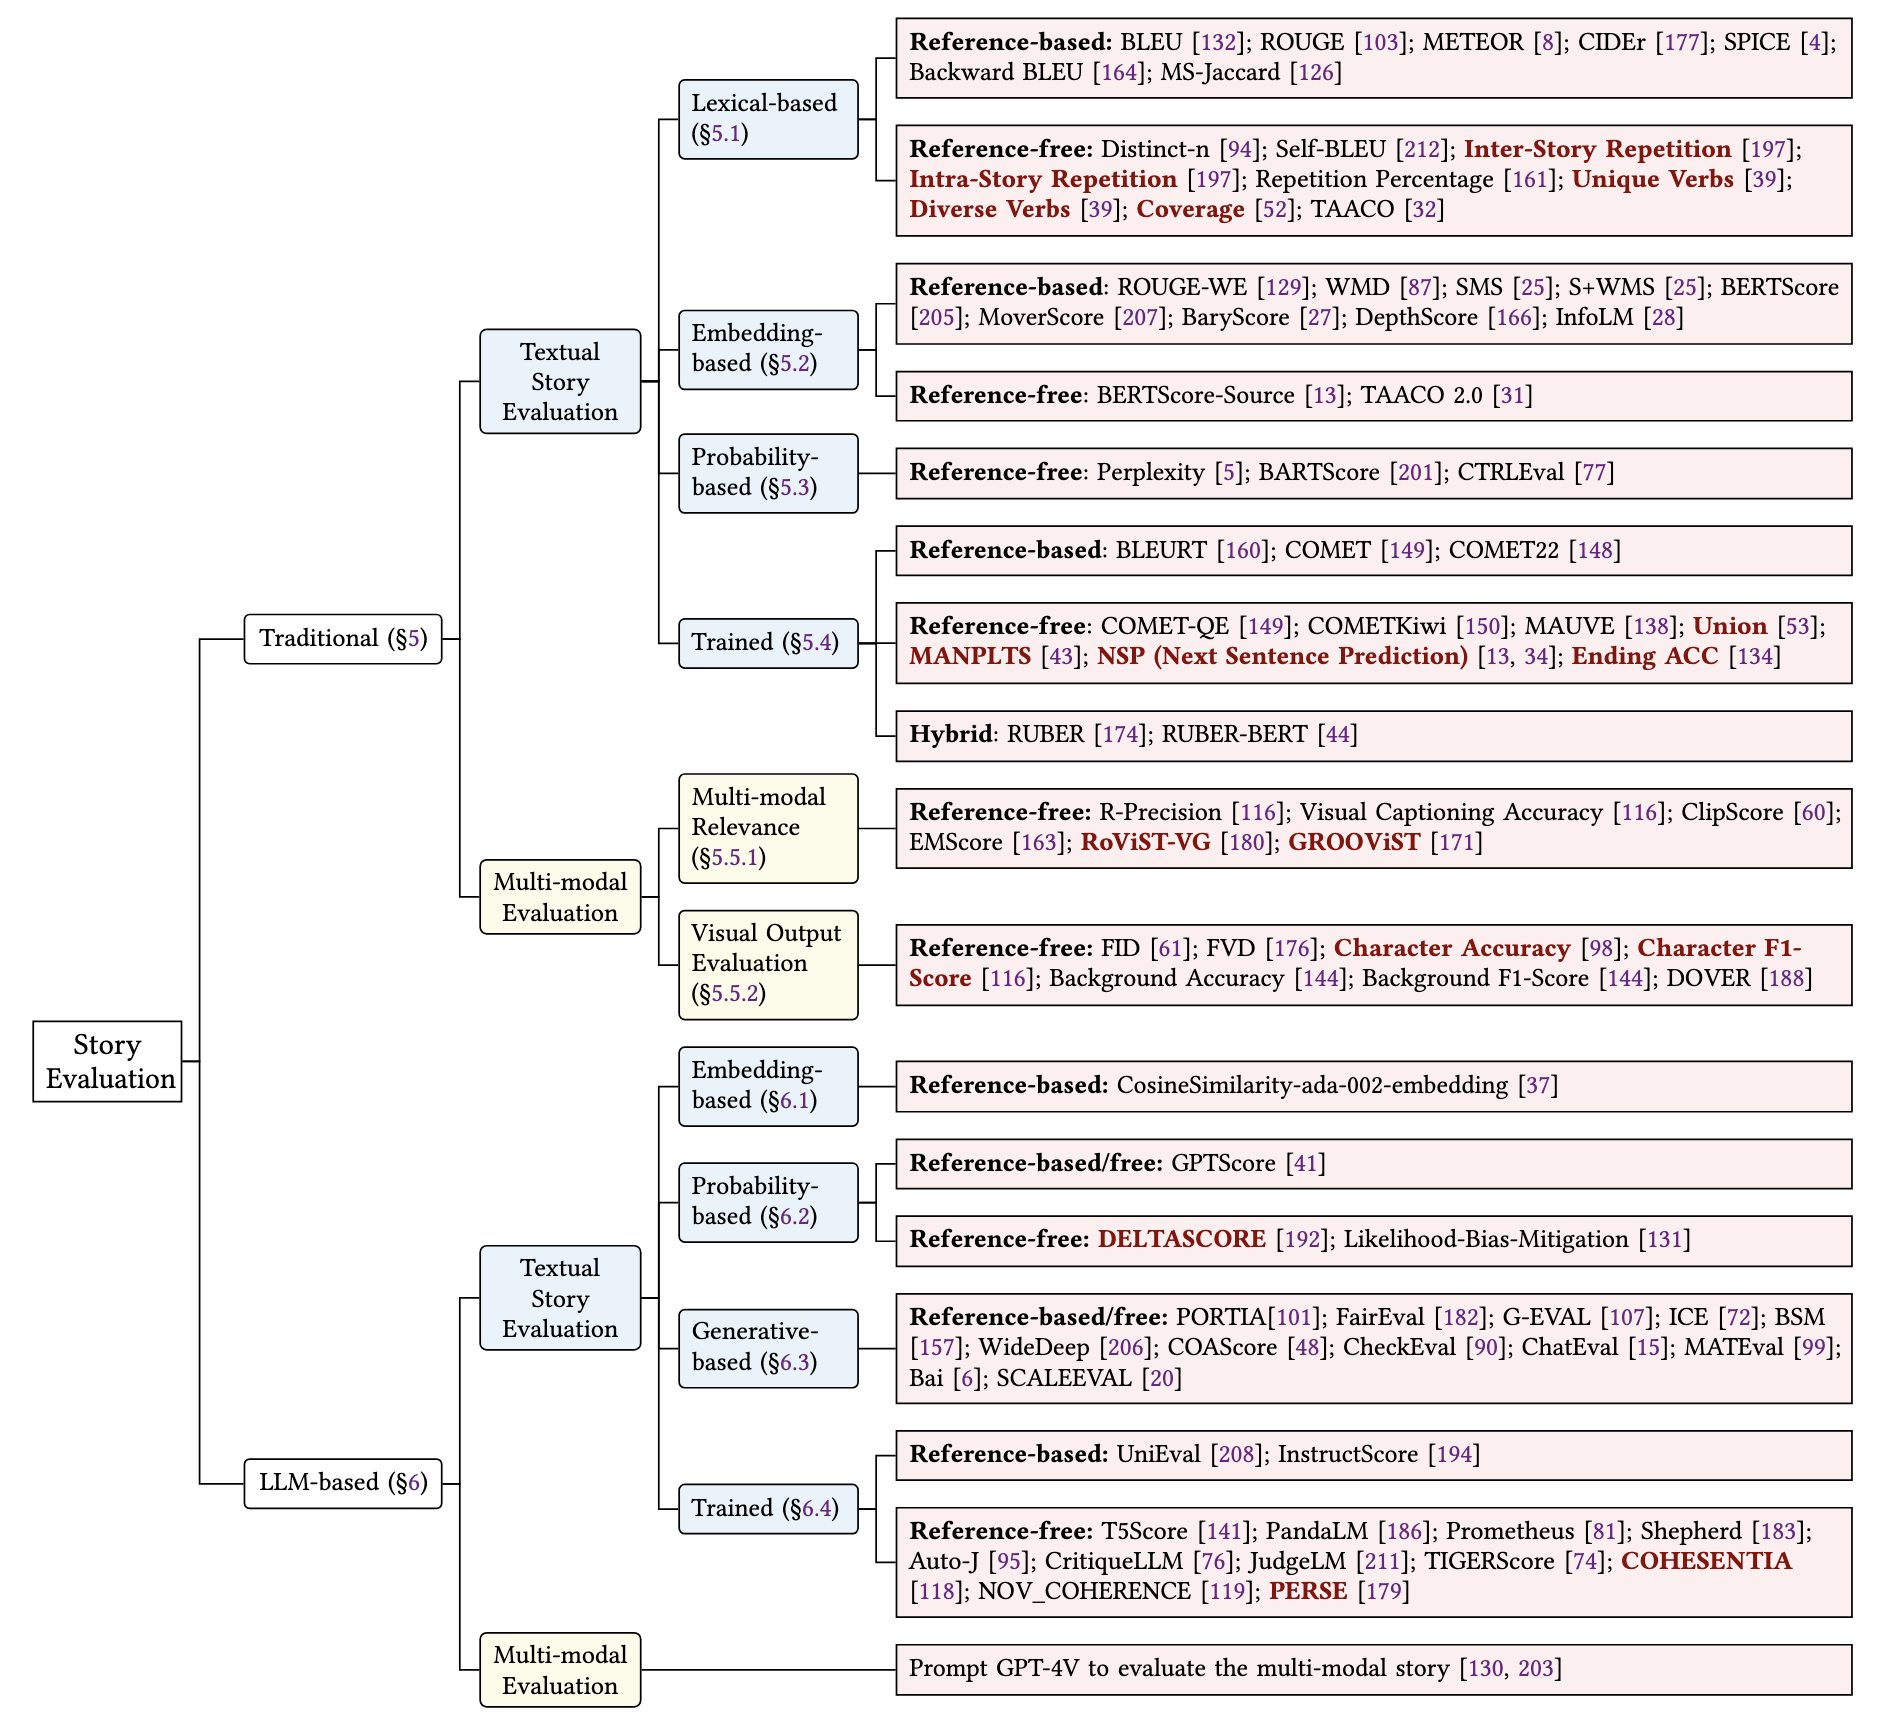 Reference-based: BLEU [132]; ROUGE [103]; METEOR [8]; CIDEr [177]; SPICE [4];
Backward BLEU [164]; MS-Jaccard [126]
Lexical-based
(§5.1)
Reference-free: Distinct-n [94]; Self-BLEU [212]; Inter-Story Repetition [197];
Intra-Story Repetition [197]; Repetition Percentage [161]; Unique Verbs [39];
Diverse Verbs [39]; Coverage [52]; TAACO [32]
Reference-based: ROUGE-WE [129]; WMD [87]; SMS [25]; S+WMS [25]; BERTScore
[205]; MoverScore [207]; BaryScore [27]; DepthScore [166]; InfoLM [28]
Embedding-
based (§5.2)
Textual
Story
Evaluation
Reference-free: BERTScore-Source [13]; TAACO 2.0 [31]
Probability-
based (§5.3)
Reference-free: Perplexity [5]; BARTScore [201]; CTRLEval [77]
Reference-based: BLEURT [160]; COMET [149]; COMET22 [148]
Traditional (§5)
Trained (§5.4)
Reference-free: COMET-QE [149]; COMETKiwi [150]; MAUVE [138]; Union [53];
MANPLTS [43]; NSP (Next Sentence Prediction) [13, 34]; Ending ACC [134]
Hybrid: RUBER [174]; RUBER-BERT [44]
Multi-modal
Relevance
(§5.5.1)
Reference-free: R-Precision [116]; Visual Captioning Accuracy [116]; ClipScore [60];
EMScore [163]; RoViST-VG [180]; GROOViST [171]
Multi-modal
Evaluation
Visual Output
Evaluation
(§5.5.2)
Reference-free: FID [61]; FVD [176]; Character Accuracy [98]; Character F1-
Score [116]; Background Accuracy [144]; Background F1-Score [144]; DOVER [188]
Story
Evaluation
Embedding-
based (§6.1)
Reference-based: CosineSimilarity-ada-002-embedding [37]
Probability-
based (§6.2)
Reference-based/free: GPTScore [41]
Reference-free: DELTASCORE [192]; Likelihood-Bias-Mitigation [131]
Textual
Story
Evaluation
Generative-
based (§6.3)
Reference-based/free: PORTIA[101]; FairEval [182]; G-EVAL [107]; ICE [72]; BSM
[157]; WideDeep [206]; COAScore [48]; CheckEval [90]; ChatEval [15]; MATEval [99];
Bai [6]; SCALEEVAL [20]
LLM-based (§6)
Reference-based: UniEval [208]; InstructScore [194]
Trained (§6.4)
Reference-free: T5Score [141]; PandaLM [186]; Prometheus [81]; Shepherd [183];
Auto-J [95]; CritiqueLLM [76]; JudgeLM [211]; TIGERScore [74]; COHESENTIA
[118]; NOV_COHERENCE [119]; PERSE [179]
Multi-modal
Evaluation
Prompt GPT-4V to evaluate the multi-modal story [130, 203]